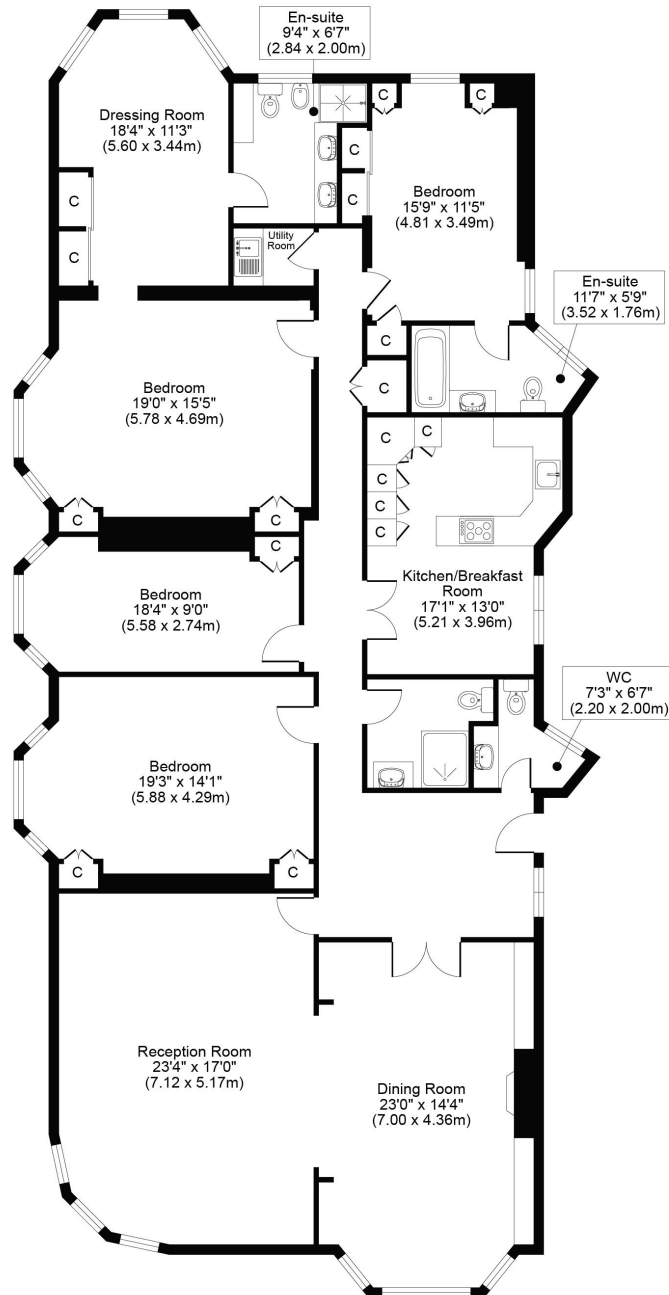 En-suite
9'4" x 6'7"
(2.84 x 2.00m)
Dressing Room
18'4" x 11'3"
(5.60 x 3.44m)
C
C
C
C
C
C
Bedroom
15'9" x 11'5"
(4.81 x 3.49m)
Utility
Room
En-suite
11'7" x 5'9"
(3.52 x 1.76m)
C
C
Bedroom
19'0" x 15'5"
(5.78 x 4.69m)
C
C
C
C
C
C
C
C
Bedroom
18'4" x 9'0"
(5.58 x 2.74m)
Kitchen/Breakfast
Room
17'1" x 13'0"
(5.21 x 3.96m)
WC
7'3" x 6'7"
(2.20 x 2.00m)
Bedroom
19'3" x 14'1"
(5.88 x 4.29m)
C
C
Reception Room
23'4" x 17'0"
(7.12 x 5.17m)
Dining Room
23'0" x 14'4"
(7.00 x 4.36m)